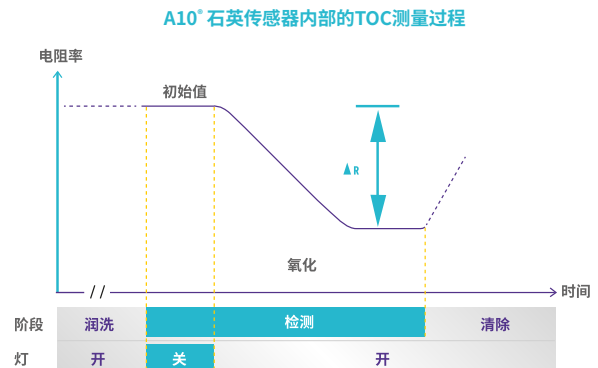 A10® 石英传感器内部的TOC测量过程
电阻率
初始值
▲R
氧化
时间
阶段 润洗 检测 清除
灯 开 关 开